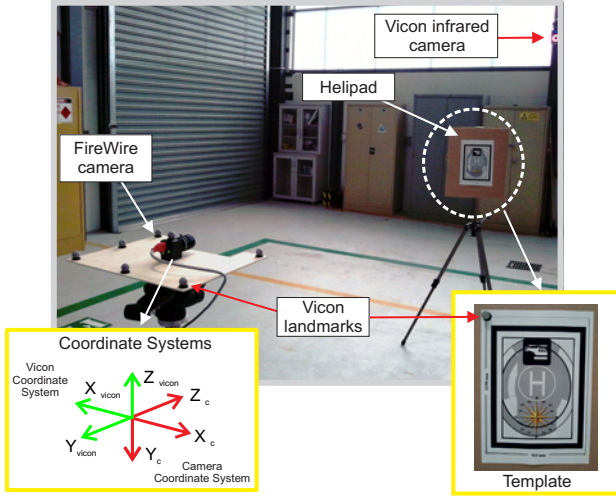 Vicon infrared
camera
Helipad
FireWire
camera
Vicon
landmarks
Coordinate Systems
Vicon
Coordinate
System
X vicon
Z vicon
Z c
Y vicon
Y c
X c
Camera
Coordinate System
H
Template